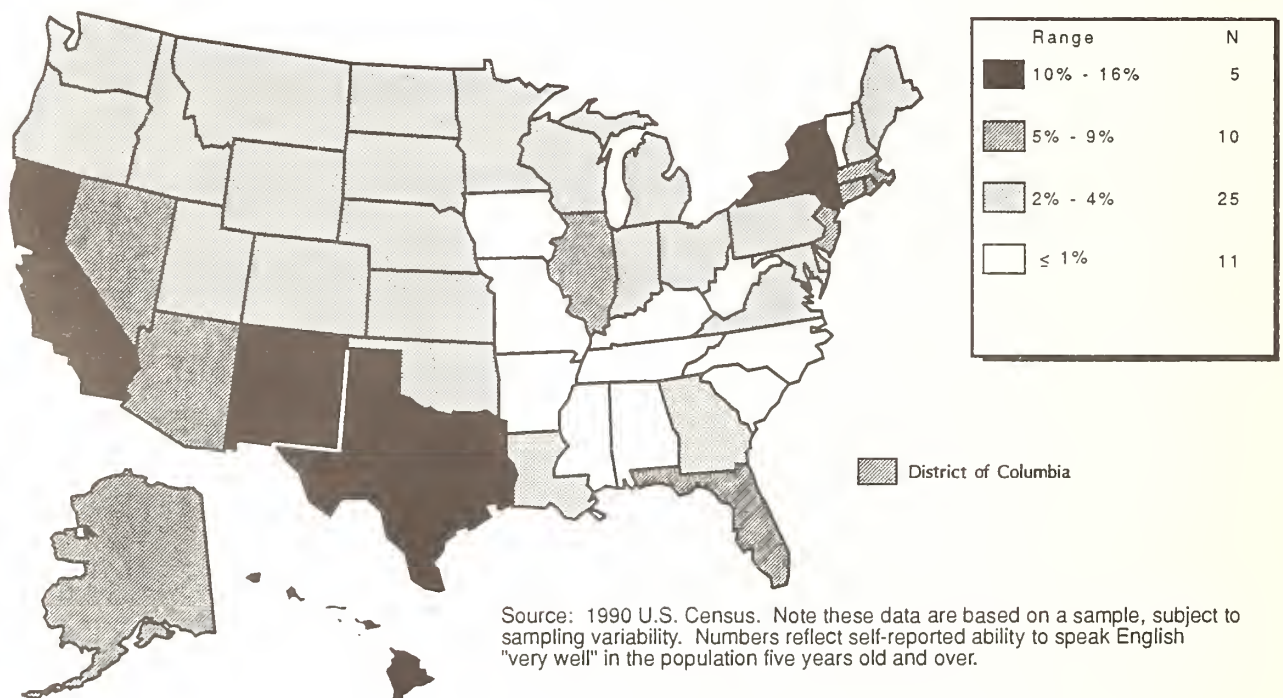 Range N
10% - 16% 5
5% - 9% 10
2% - 4% 25
≤ 1% 11
District of Columbia
Source: 1990 U.S. Census. Note these data are based on a sample, subject to
sampling variability. Numbers reflect self-reported ability to speak English
"very well" in the population five years old and over.